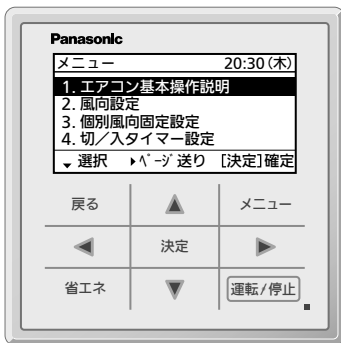 Panasonic
メニュー 20:30(木)
1. エアコン基本操作説明
2. 風向設定
3. 個別風向固定設定
4. 切／入タイマー設定
選択 ﾍﾟｰｼﾞ送り [決定]確定
戻る メニュー
決定
省エネ 運転/停止